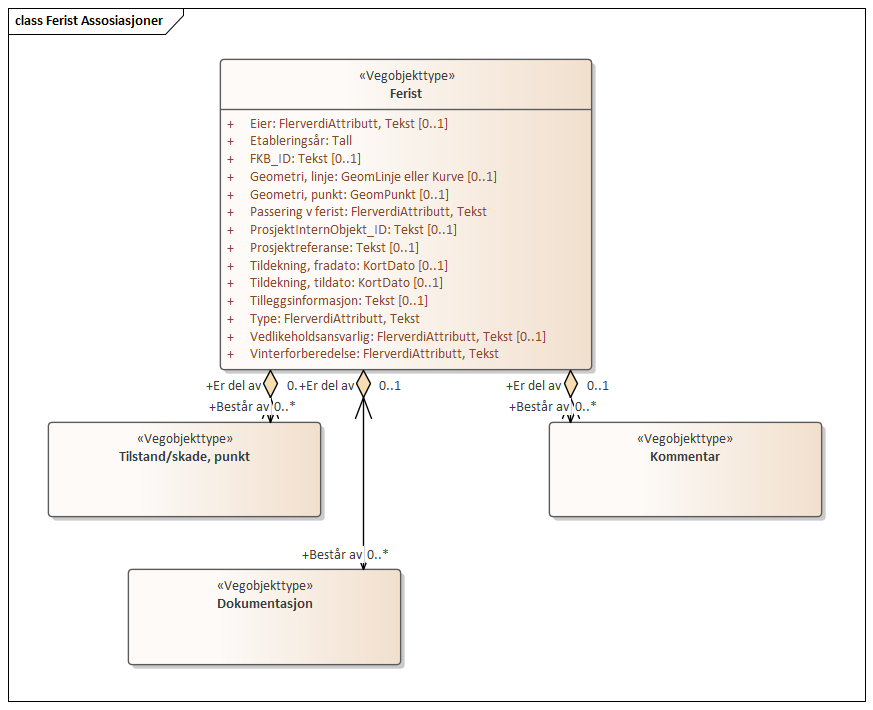 class Ferist Assosiasjoner
«Vegobjekttype»
Ferist
+ Eier: FlerverdiAttributt, Tekst [0..1]
+ Etableringsår: Tall
+ FKB_ID: Tekst [0..1]
+ Geometri, linje: GeomLinje eller Kurve [0..1]
+ Geometri, punkt: GeomPunkt [0..1]
+ Passering v ferist: FlerverdiAttributt, Tekst
+ ProsjektInternObjekt_ID: Tekst [0..1]
+ Prosjektreferanse: Tekst [0..1]
+ Tildekning, fradato: KortDato [0..1]
+ Tildekning, tildato: KortDato [0..1]
+ Tilleggsinformasjon: Tekst [0..1]
+ Type: FlerverdiAttributt, Tekst
+ Vedlikeholdsansvarlig: FlerverdiAttributt, Tekst [0..1]
+ Vinterforberedelse: FlerverdiAttributt, Tekst
+Er del av 0..+Er del av 0..1 +Er del av 0..1
+Består av 0..* +Består av 0..*
«Vegobjekttype»
Tilstand/skade, punkt
«Vegobjekttype»
Kommentar
+Består av 0..*
«Vegobjekttype»
Dokumentasjon